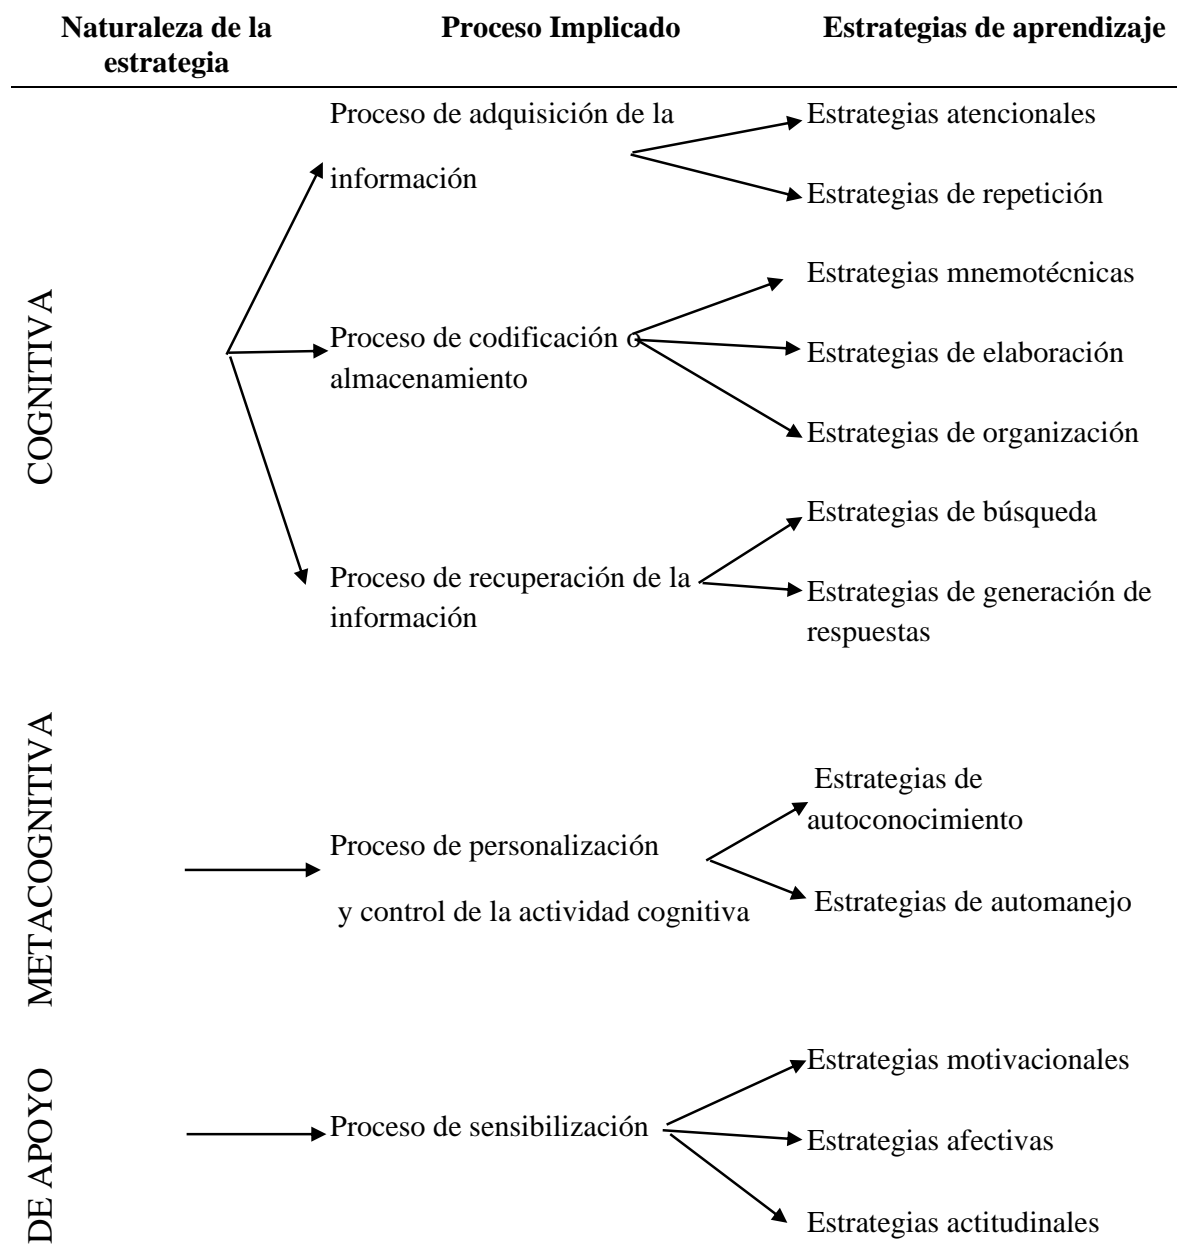 Naturaleza de la
estrategia
Proceso Implicado
Estrategias de aprendizaje
COGNITIVA
Proceso de adquisición de la
información
Estrategias atencionales
Estrategias de repetición
Proceso de codificación o
almacenamiento
Estrategias mnemotécnicas
Estrategias de elaboración
Estrategias de organización
Proceso de recuperación de la
información
Estrategias de búsqueda
Estrategias de generación de
respuestas
METACOGNITIVA
Proceso de personalización
y control de la actividad cognitiva
Estrategias de
autoconocimiento
Estrategias de automanejo
DE APOYO
Proceso de sensibilización
Estrategias motivacionales
Estrategias afectivas
Estrategias actitudinales